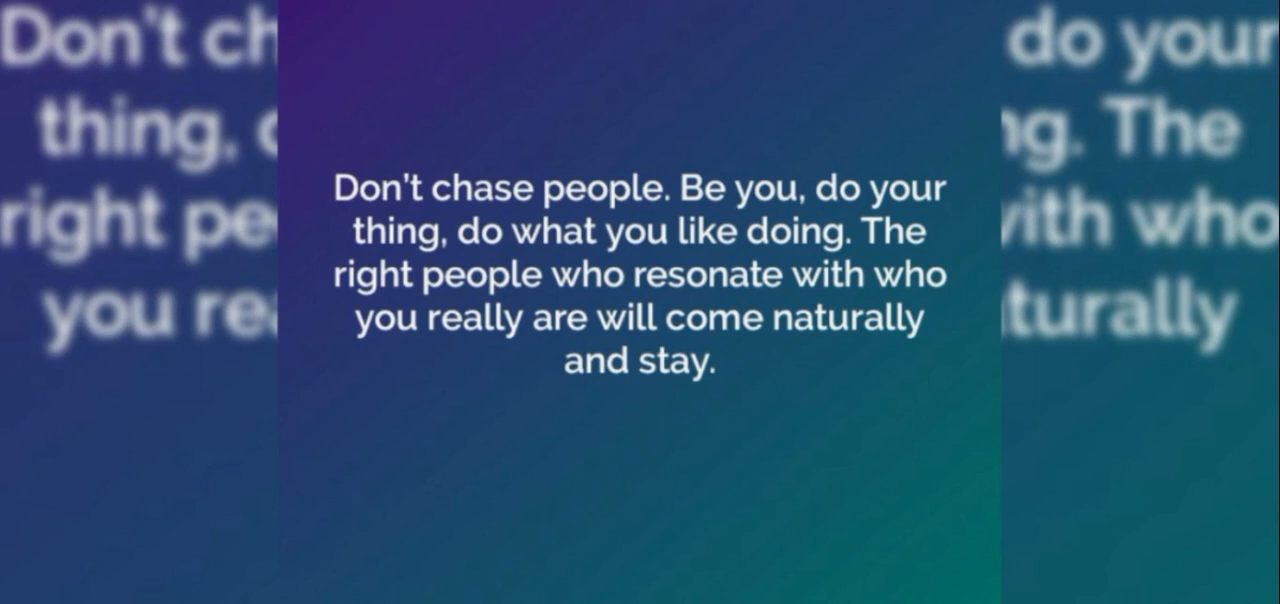 Don't chase people. Be you, do your
thing, do what you like doing. The
right people who resonate with who
you really are will come naturally
and stay.